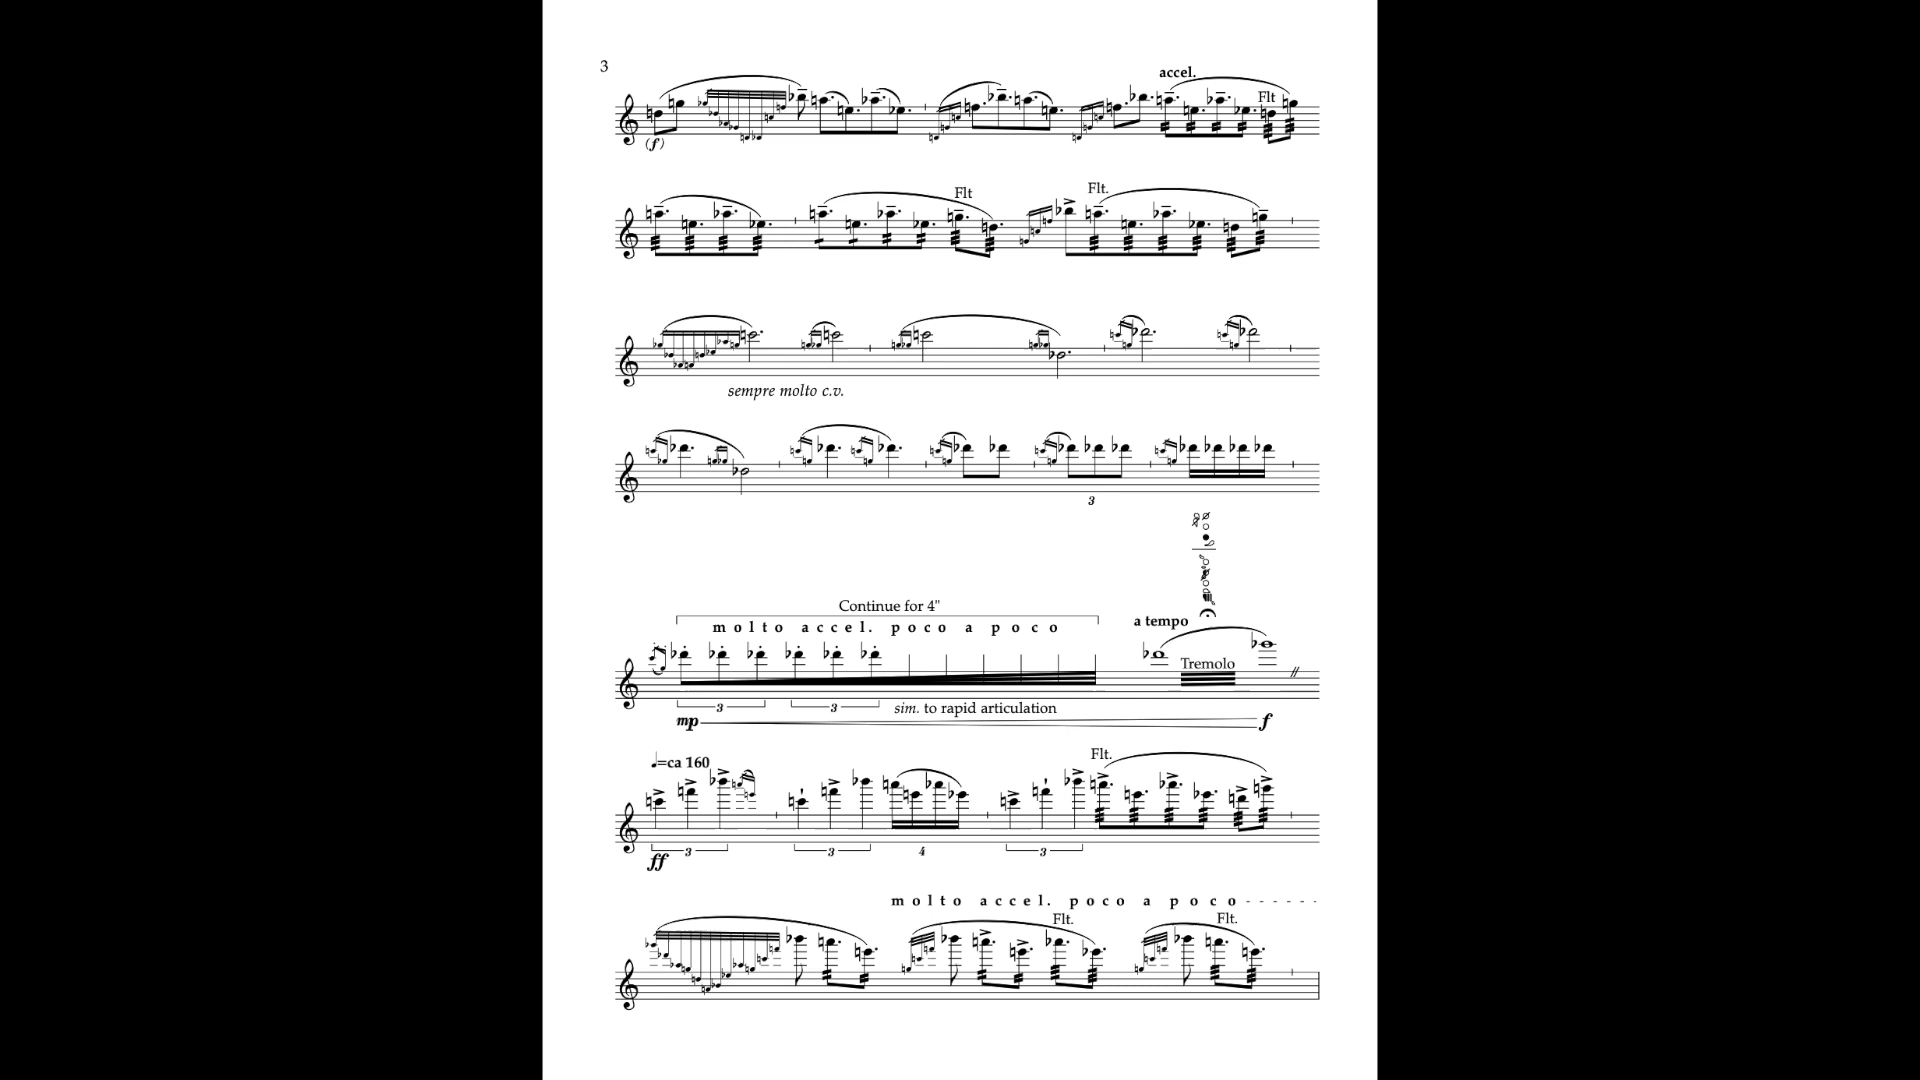 3
accel.
Flt
(f)
Flt
Flt.
sempre molto c.v.
3
Continue for 4"
molto accel. poco a poco
a tempo
Tremolo
3 3
sim. to rapid articulation
mp f
=ca 160
Flt.
3 3 4 3
ff
molto accel. poco a poco
Flt. Flt.